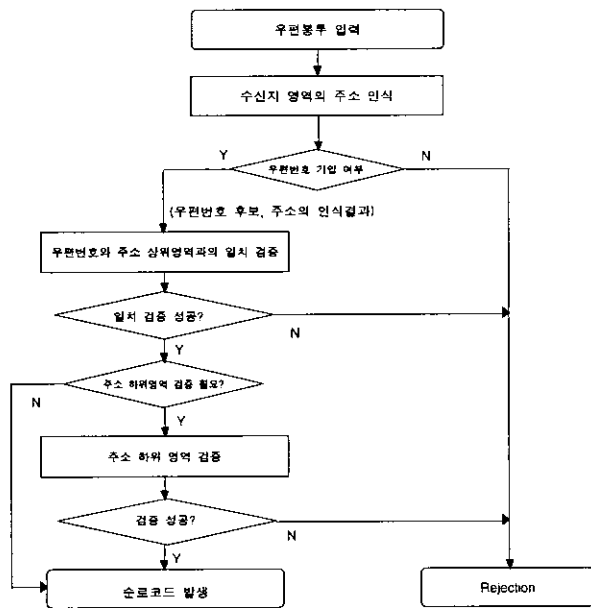 우편봉투 입력
수신지 영역의 주소 인식
Y
우편번호 기입 여부
N
(우편번호 후보, 주소의 인식결과)
우편번호와 주소 상위영역과의 일치 검증
일치 검증 성공?
N
Y
주소 하위영역 검증 필요?
N
Y
주소 하위 영역 검증
검증 성공?
N
Y
순로코드 발생
Rejection